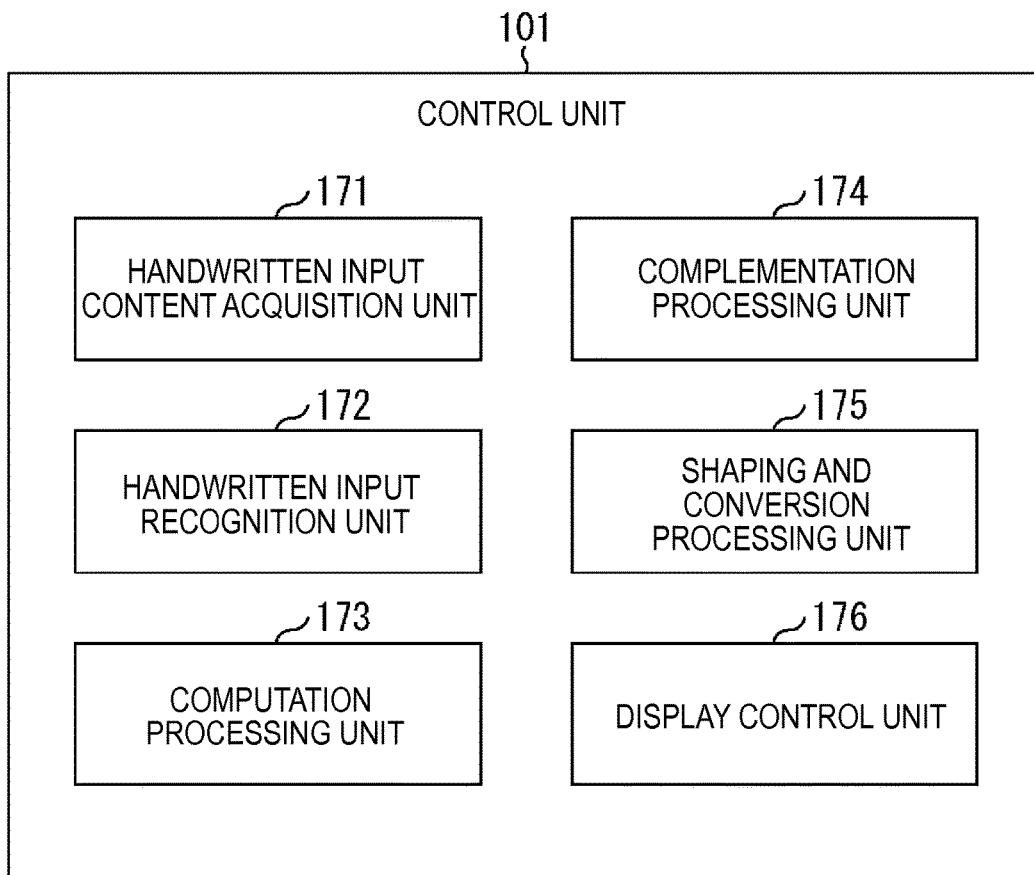 101
CONTROL UNIT
171
HANDWRITTEN INPUT
CONTENT ACQUISITION UNIT
172
HANDWRITTEN INPUT
RECOGNITION UNIT
173
COMPUTATION
PROCESSING UNIT
174
COMPLEMENTATION
PROCESSING UNIT
175
SHAPING AND
CONVERSION
PROCESSING UNIT
176
DISPLAY CONTROL UNIT